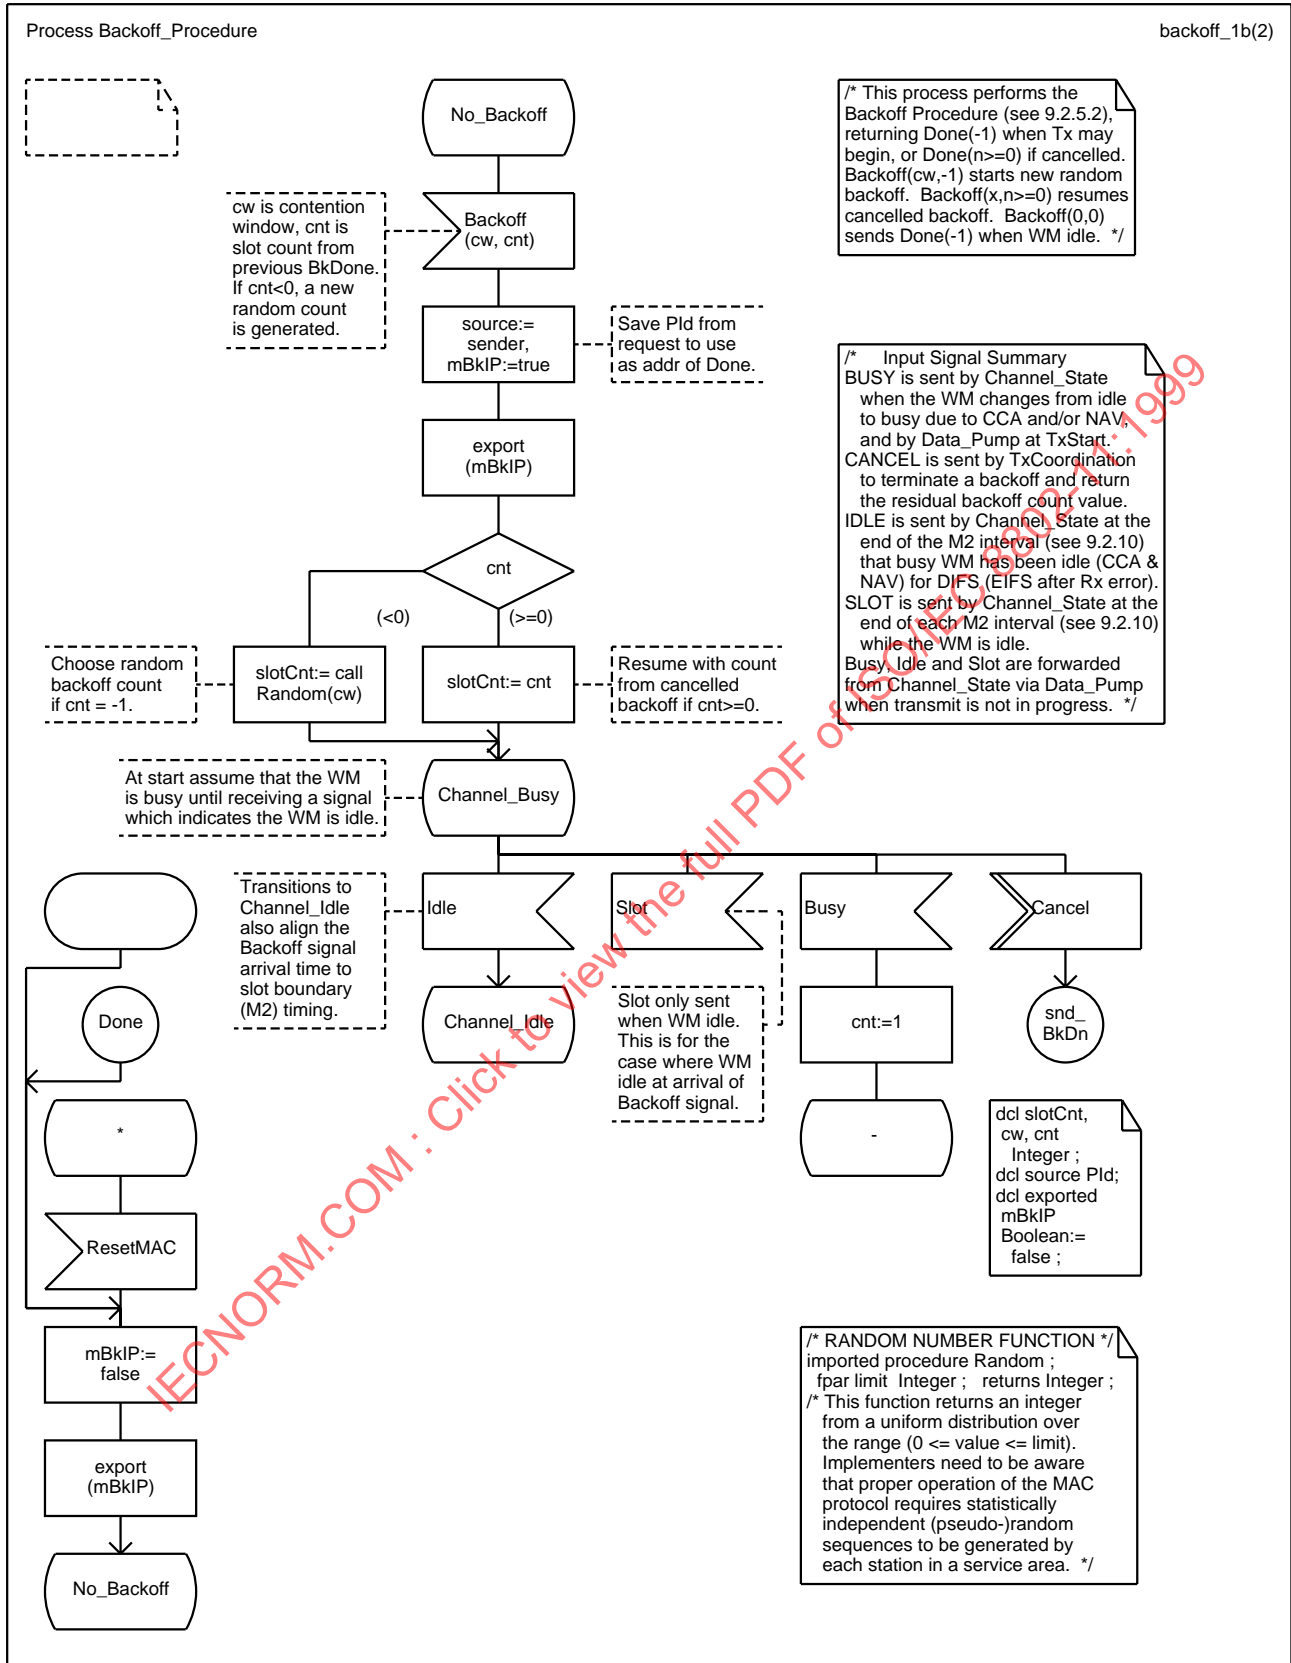 Process Backoff_Procedure
backoff_1b(2)
No_Backoff
/* This process performs the
Backoff Procedure (see 9.2.5.2),
returning Done(-1) when Tx may
begin, or Done(n>=0) if cancelled.
Backoff(cw,-1) starts new random
backoff. Backoff(x,n>=0) resumes
cancelled backoff. Backoff(0,0)
sends Done(-1) when WM idle. */
cw is contention
window, cnt is
slot count from
previous BkDone.
If cnt<0, a new
random count
is generated.
Backoff
(cw, cnt)
source:=
sender,
mBkIP:=true
Save PId from
request to use
as addr of Done.
/* Input Signal Summary
BUSY is sent by Channel_State
when the WM changes from idle
to busy due to CCA and/or NAV,
and by Data_Pump at TxStart.
CANCEL is sent by TxCoordination
to terminate a backoff and return
the residual backoff count value.
IDLE is sent by Channel_State at the
end of the M2 interval (see 9.2.10)
that busy WM has been idle (CCA &
NAV) for DIFS (EIFS after Rx error).
SLOT is sent by Channel_State at the
end of each M2 interval (see 9.2.10)
while the WM is idle.
Busy, Idle and Slot are forwarded
from Channel_State via Data_Pump
when transmit is not in progress. */
export
(mBkIP)
cnt
(<0)
(>=0)
Choose random
backoff count
if cnt = -1.
slotCnt:= call
Random(cw)
slotCnt:= cnt
Resume with count
from cancelled
backoff if cnt>=0.
At start assume that the WM
is busy until receiving a signal
which indicates the WM is idle.
Channel_Busy
Transitions to
Channel_Idle
also align the
Backoff signal
arrival time to
slot boundary
(M2) timing.
Idle
Slot
Busy
Cancel
Done
Channel_Idle
Slot only sent
when WM idle.
This is for the
case where WM
idle at arrival of
Backoff signal.
cnt:=1
snd_
BkDn
*
-
dcl slotCnt,
cw, cnt
Integer ;
dcl source PId;
dcl exported
mBkIP
Boolean:=
false ;
ResetMAC
mBkIP:=
false
export
(mBkIP)
No_Backoff
/* RANDOM NUMBER FUNCTION */
imported procedure Random ;
fpar limit Integer ; returns Integer ;
/* This function returns an integer
from a uniform distribution over
the range (0 <= value <= limit).
Implementers need to be aware
that proper operation of the MAC
protocol requires statistically
independent (pseudo-)random
sequences to be generated by
each station in a service area. */
IECNORM.COM : Click to view the full PDF of ISO/IEC 8802-11:1999